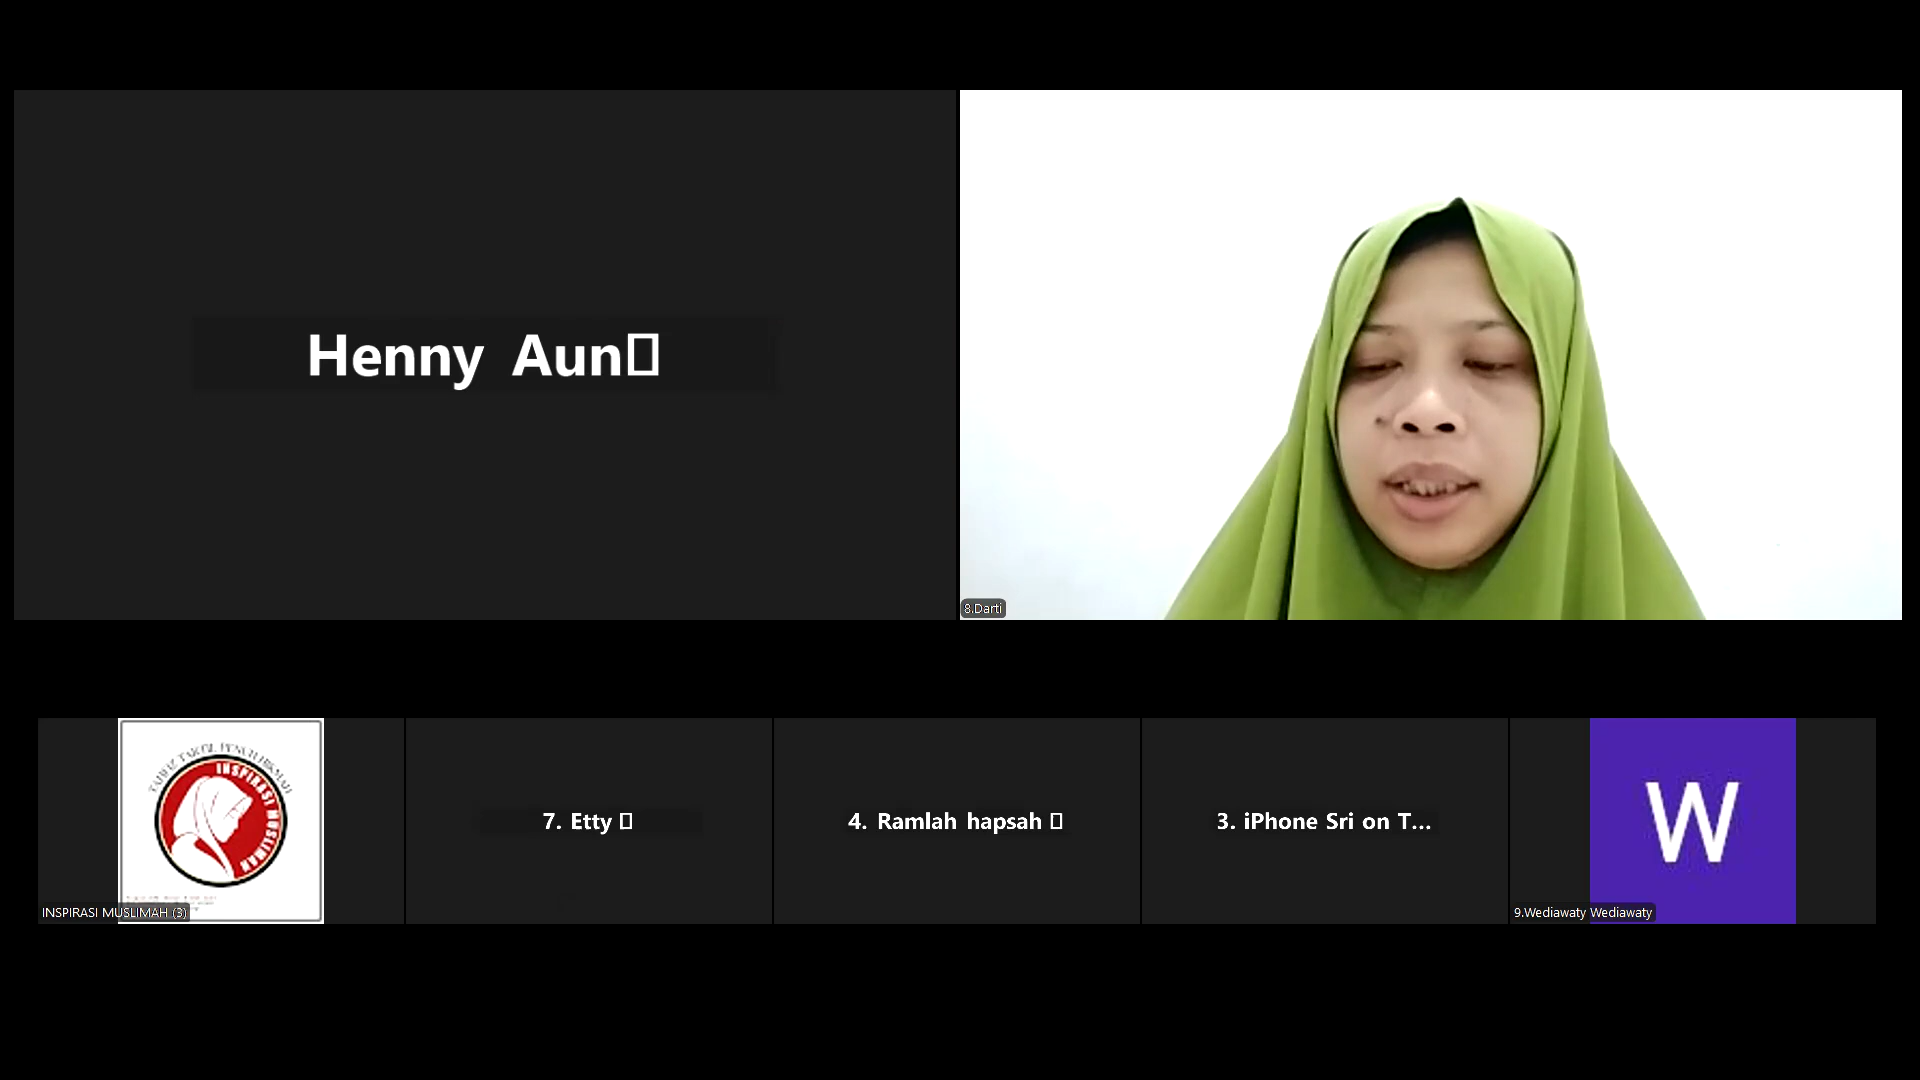 Henny Aun
8.Darti
INSPIRASI MUSLIMAH
INSPIRASI MUSLIMAH (3)
7. Etty
4. Ramlah hapsah
3. iPhone Sri on T...
W
9.Wediawaty Wediawaty